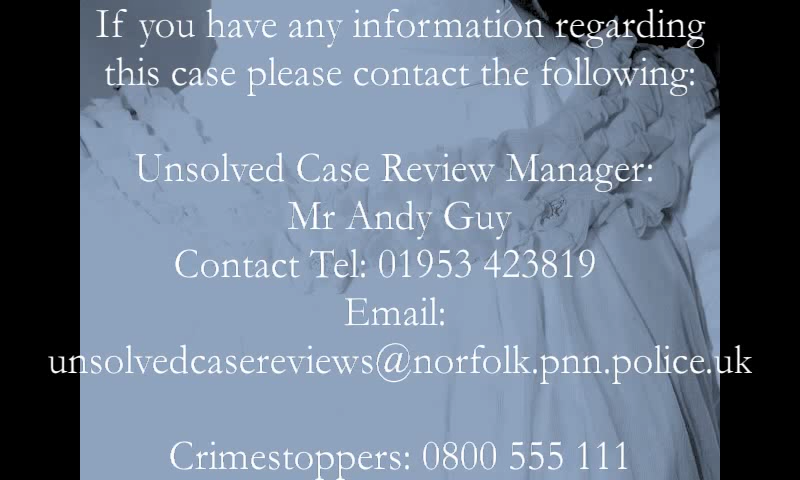 If you have any information regarding
this case please contact the following:
Unsolved Case Review Manager:
Mr Andy Guy
Contact Tel: 01953 423819
Email:
unsolvedcasereviews@norfolk.pnn.police.uk
Crimestoppers: 0800 555 111